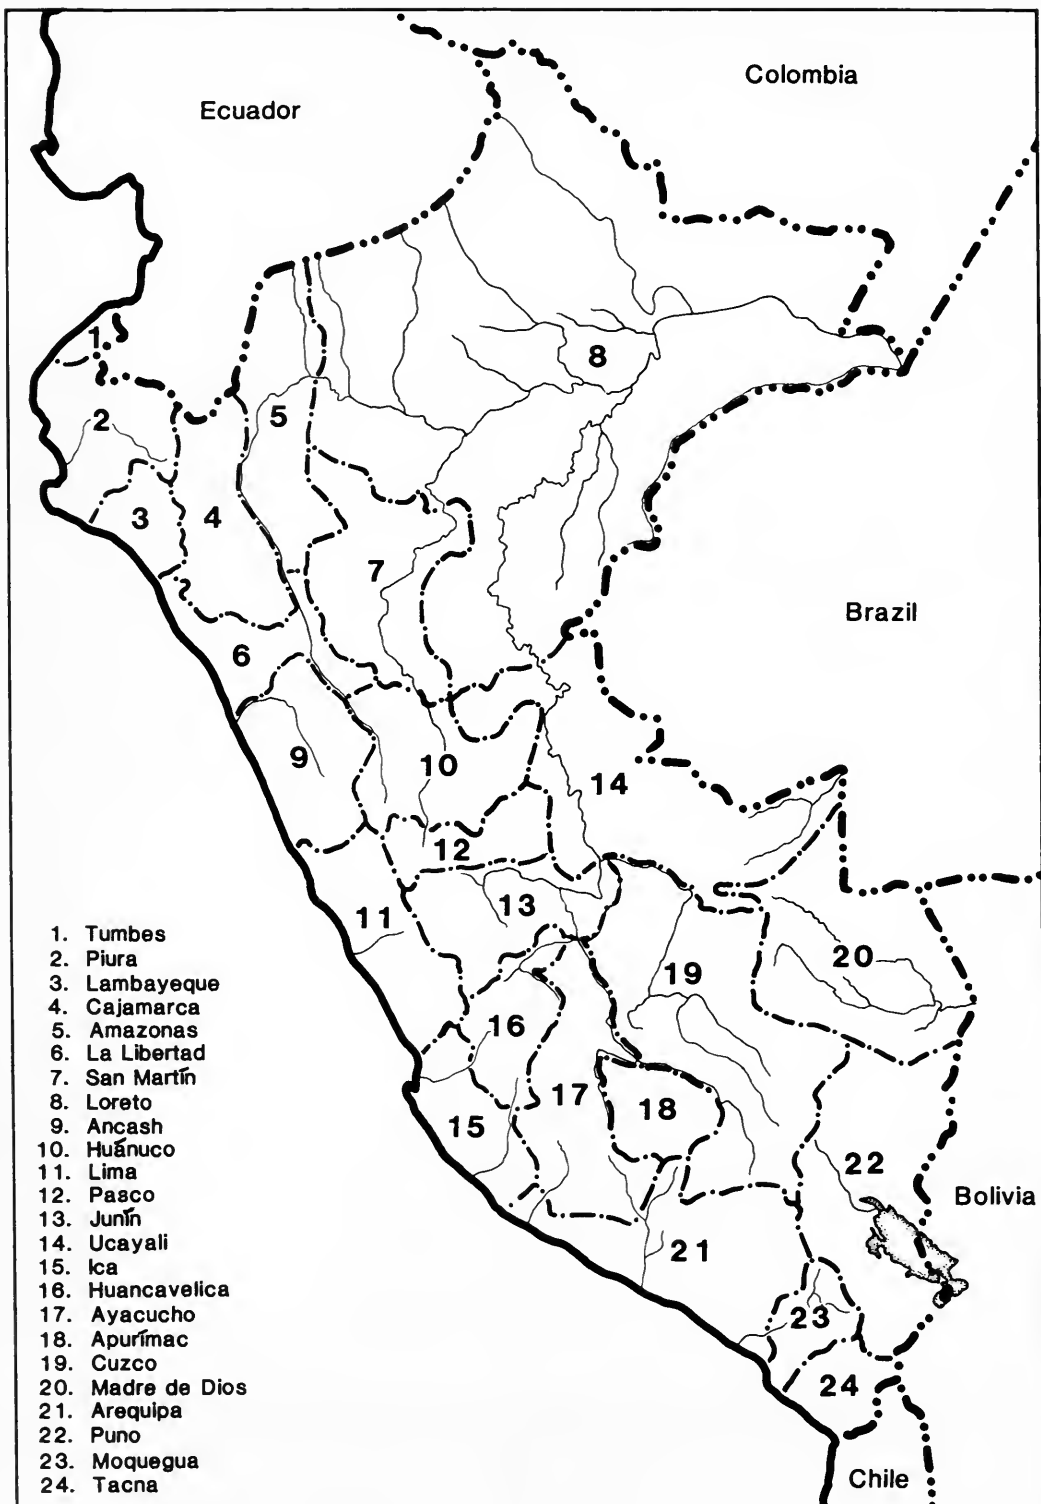 Colombia
Ecuador
1
8
2
5
3
4
7
Brazil
6
9
10
14
12
13
11
20
19
16
17
18
15
22
Bolivia
21
23
24
Chile
1. Tumbes
2. Piura
3. Lambayeque
4. Cajamarca
5. Amazonas
6. La Libertad
7. San Martín
8. Loreto
9. Ancash
10. Huánuco
11. Lima
12. Pasco
13. Junín
14. Ucayali
15. Ica
16. Huancavelica
17. Ayacucho
18. Apurímac
19. Cuzco
20. Madre de Dios
21. Arequipa
22. Puno
23. Moquegua
24. Tacna